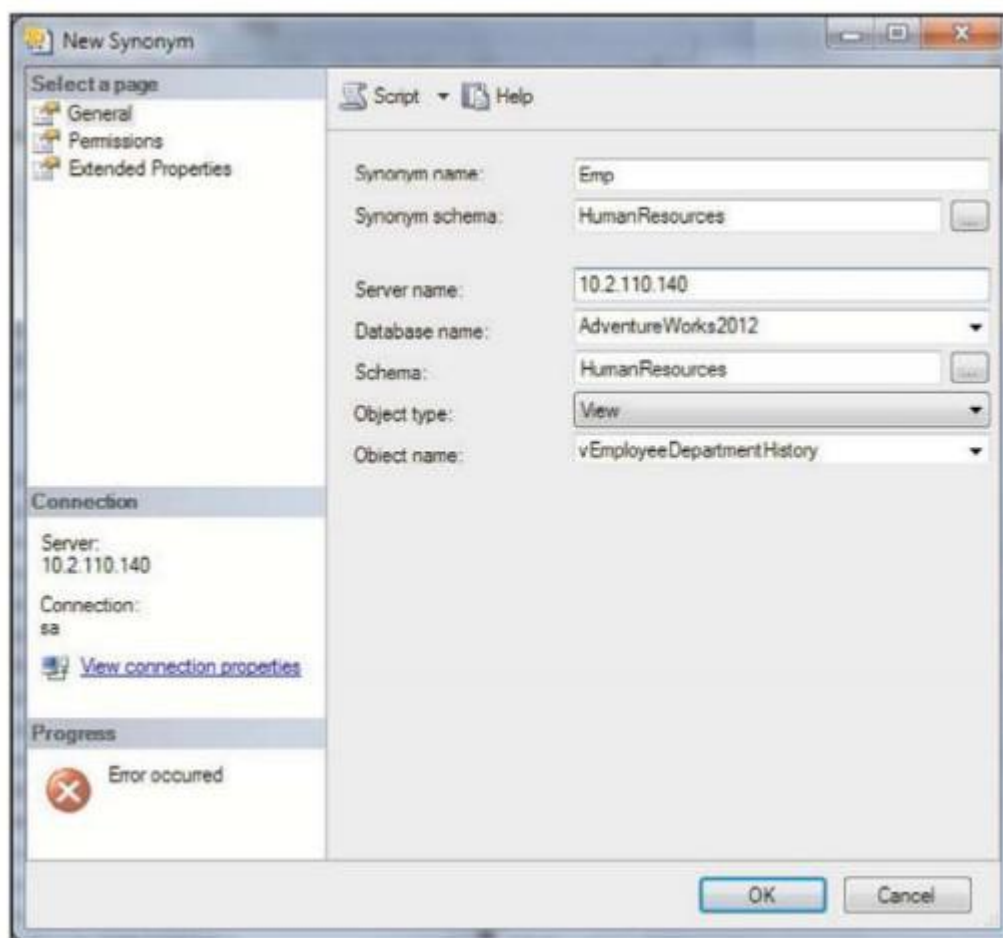 New Synonym
Select a page
General
Permissions
Extended Properties
Script
Help
Synonym name:
Emp
Synonym schema:
HumanResources
...
Server name:
10.2.110.140
Database name:
AdventureWorks2012
Schema:
HumanResources
...
Object type:
View
Object name:
vEmployeeDepartmentHistory
Connection
Server:
10.2.110.140
Connection:
sa
View connection properties
Progress
Error occurred
OK
Cancel